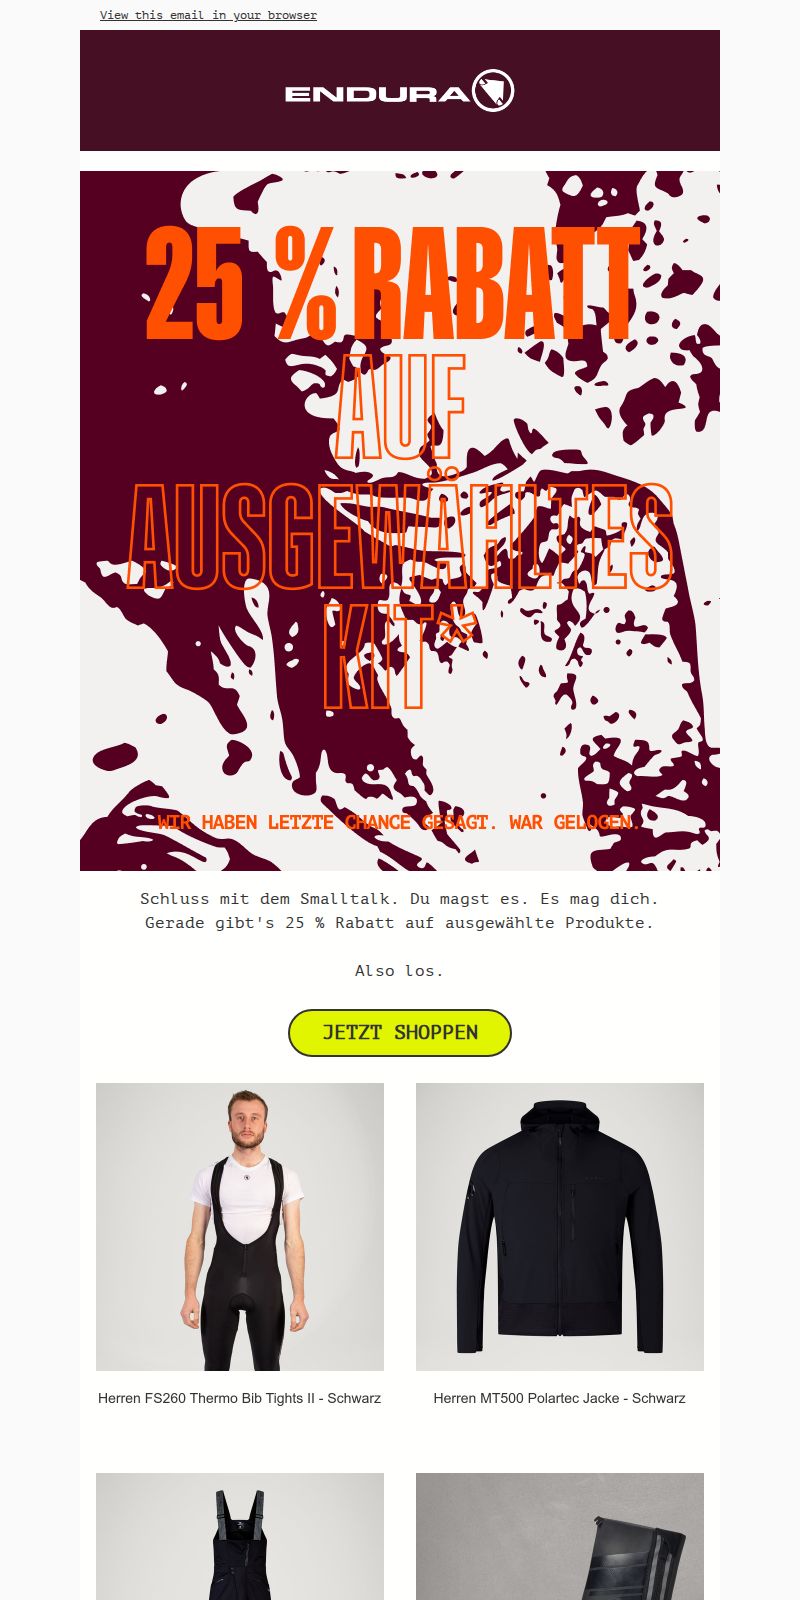 View this email in your browser
ENDURA
25 % RABATT
AUF
AUSGEWÄHLTES
KIT*
WIR HABEN LETZTE CHANCE GESAGT. WAR GELOGEN.
Schluss mit dem Smalltalk. Du magst es. Es mag dich.
Gerade gibt's 25 % Rabatt auf ausgewählte Produkte.
Also los.
JETZT SHOPPEN
Herren FS260 Thermo Bib Tights II - Schwarz
Herren MT500 Polartec Jacke - Schwarz